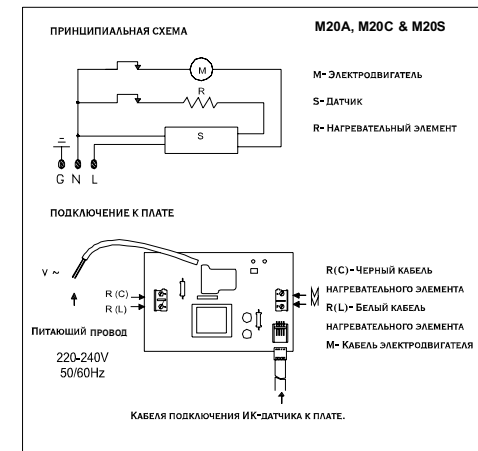 ПРИНЦИПИАЛЬНАЯ СХЕМА
M20A, M20C & M20S
M
R
S
G N L
M- ЭЛЕКТРОДВИГАТЕЛЬ
S- ДАТЧИК
R- НАГРЕВАТЕЛЬНЫЙ ЭЛЕМЕНТ
ПОДКЛЮЧЕНИЕ К ПЛАТЕ
V ~
R (C)
R (L)
M
ПИТАЮЩИЙ ПРОВОД
220-240V
50/60Hz
R(C)- ЧЕРНЫЙ КАБЕЛЬ
НАГРЕВАТЕЛЬНОГО ЭЛЕМЕНТА
R(L)- БЕЛЫЙ КАБЕЛЬ
НАГРЕВАТЕЛЬНОГО ЭЛЕМЕНТА
M- КАБЕЛЬ ЭЛЕКТРОДВИГАТЕЛЯ
КАБЕЛЯ ПОДКЛЮЧЕНИЯ ИК-ДАТЧИКА К ПЛАТЕ.